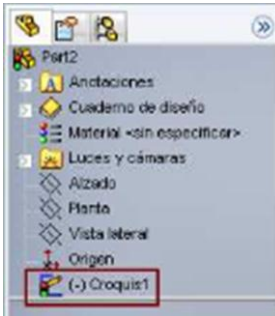 Part2
Anotaciones
Cuaderno de diseño
Material <sin especificar>
Luces y cámaras
Alzado
Planta
Vista lateral
Origen
(-) Croquis1